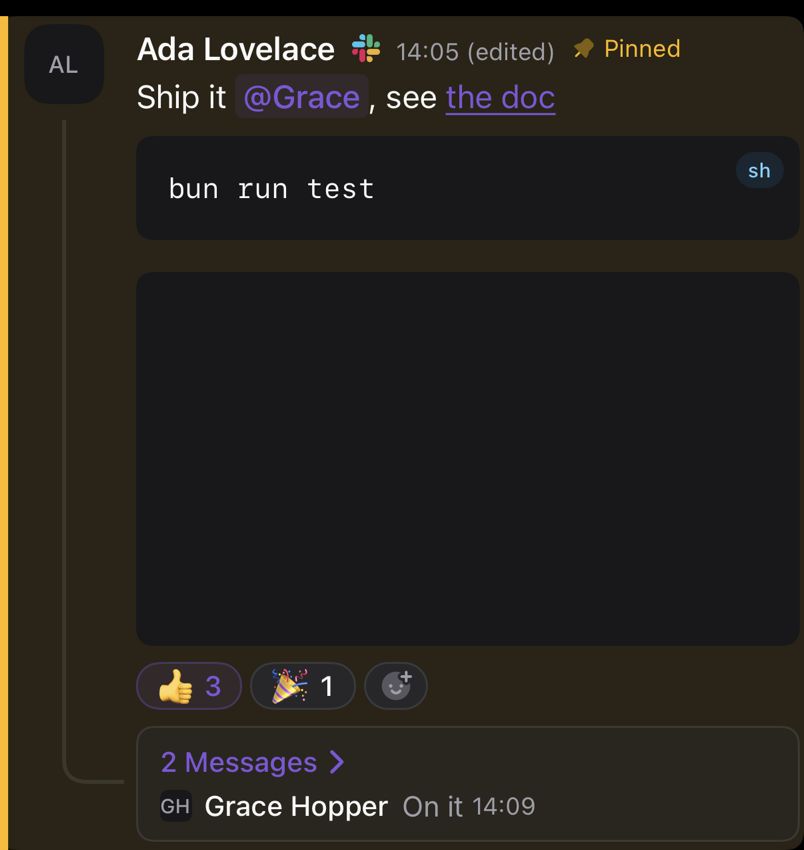 AL
Ada Lovelace 14:05 (edited) Pinned
Ship it @Grace, see the doc
sh
bun run test
👍 3 🎉 1
2 Messages >
GH Grace Hopper On it 14:09